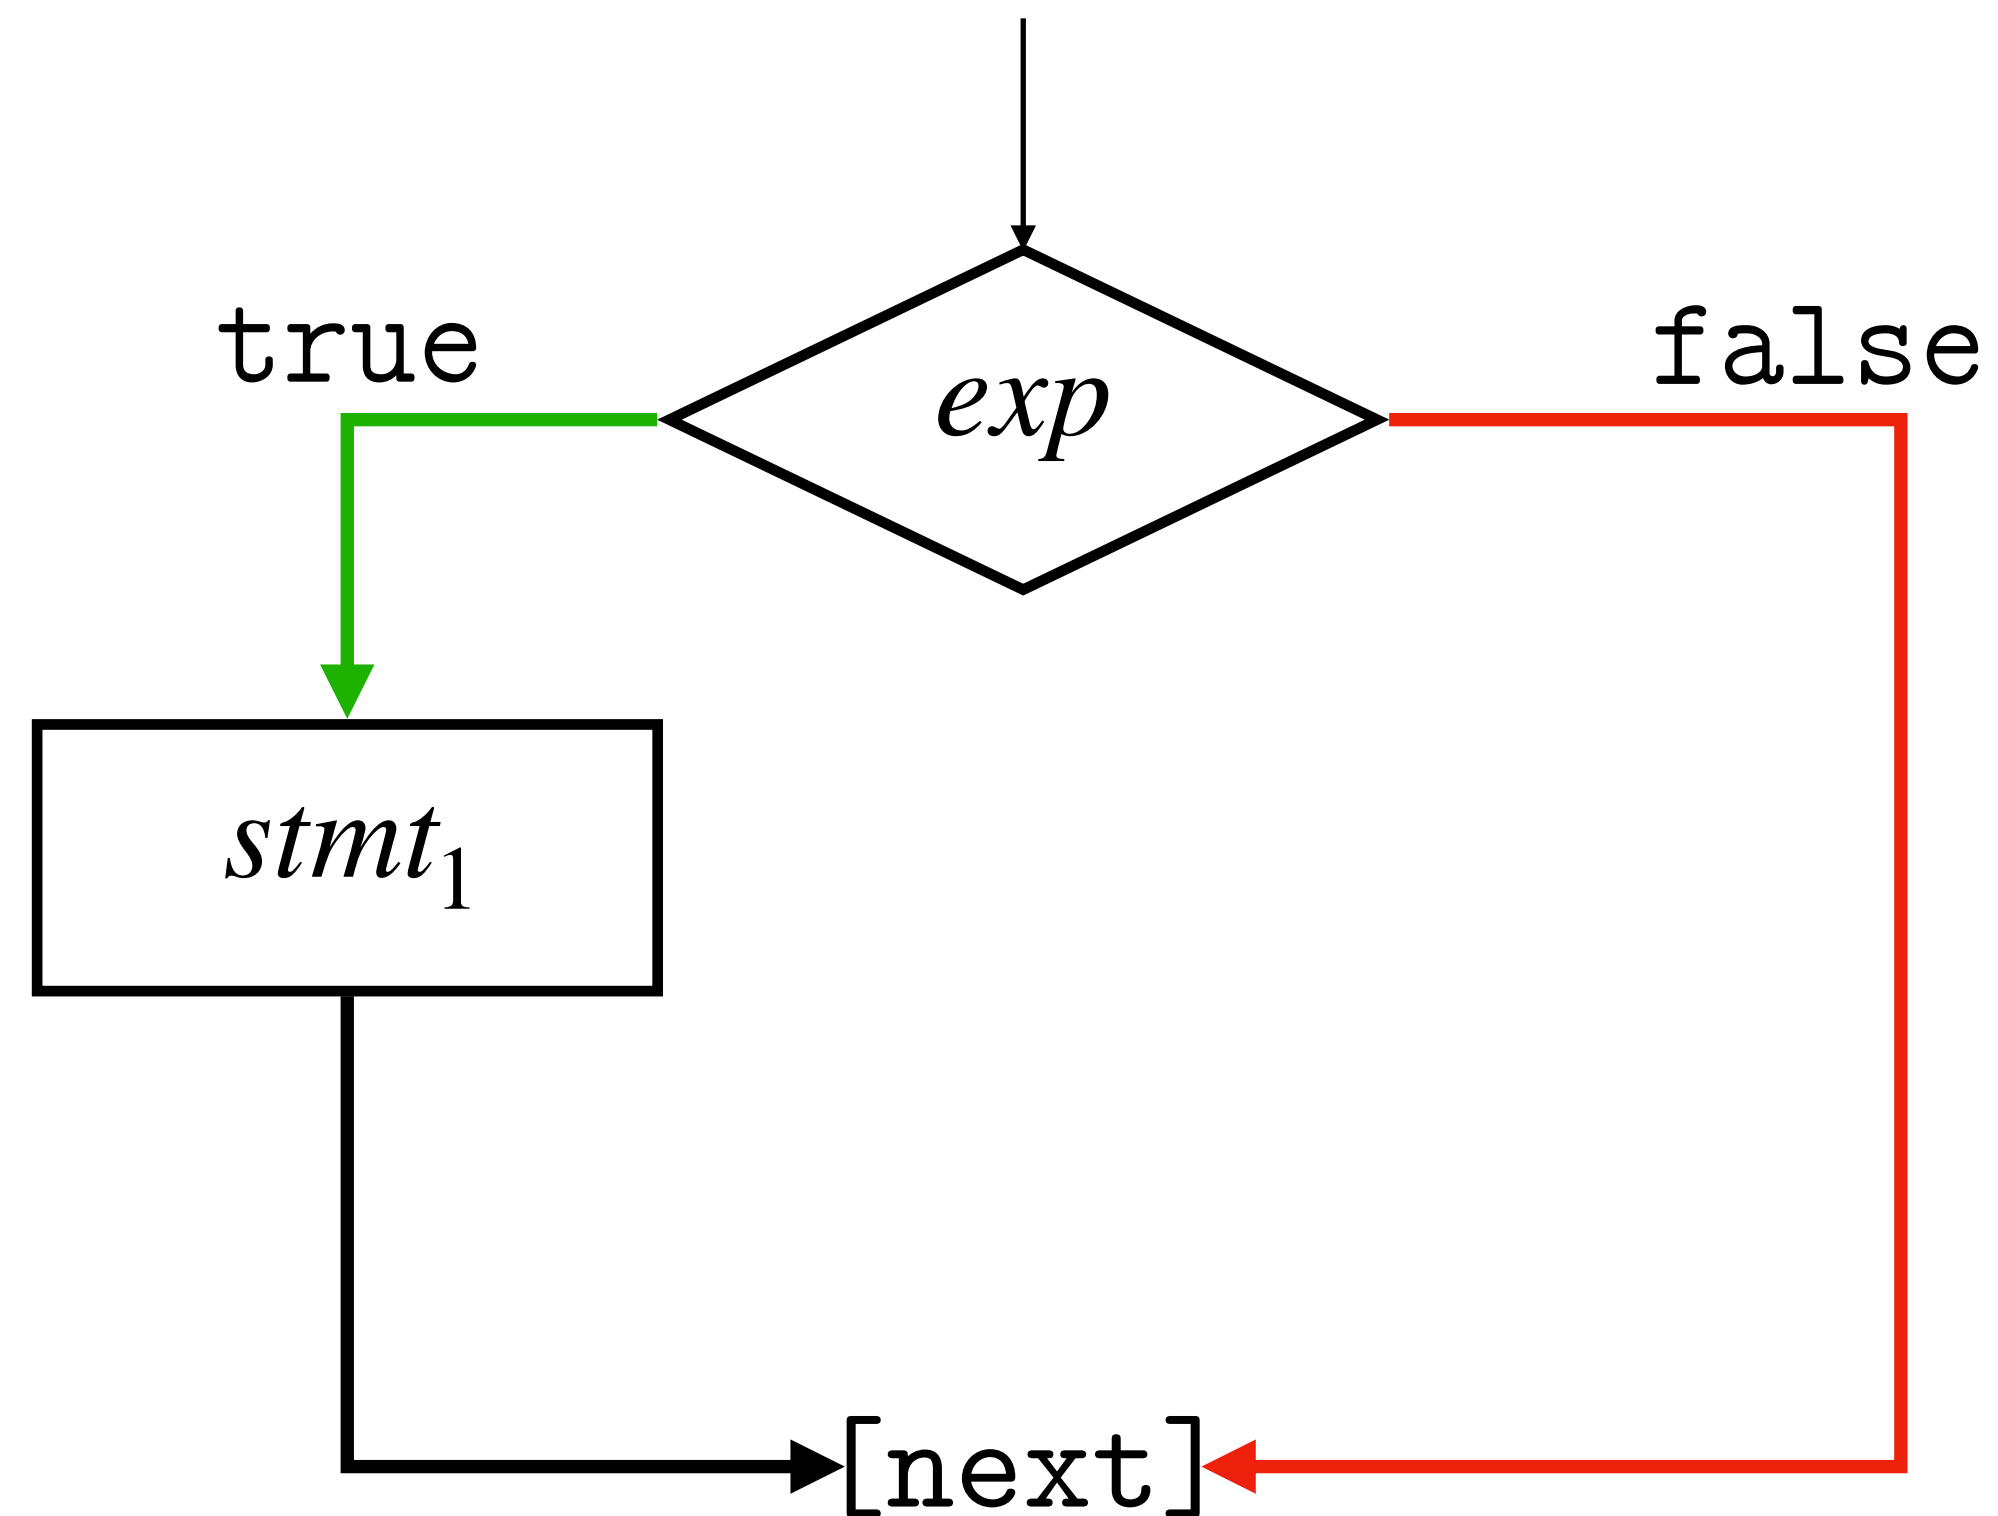 true
exp
false
stmt₁
[next]